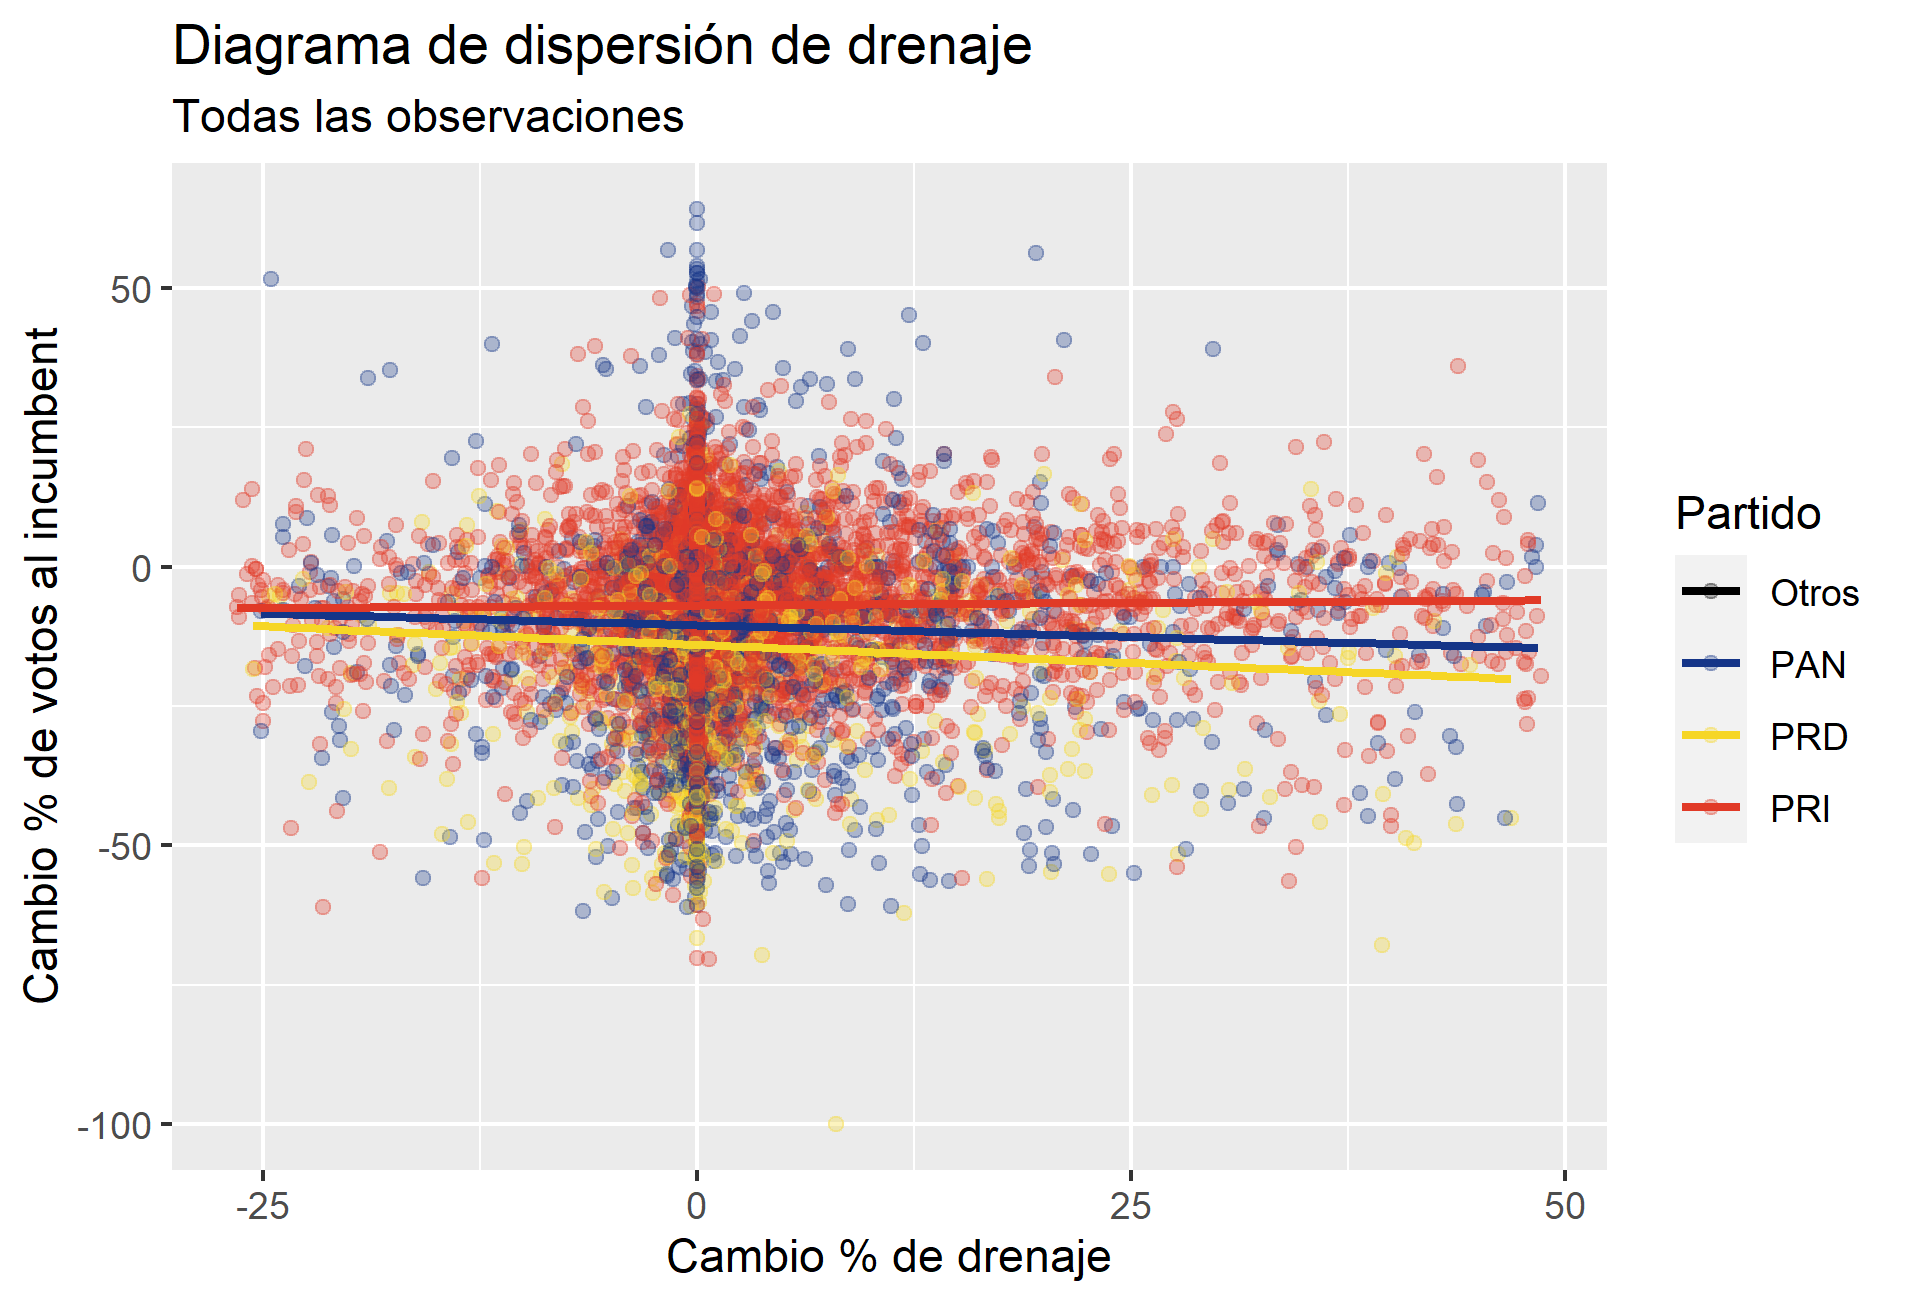 Diagrama de dispersión de drenaje
Todas las observaciones
Cambio % de votos al incumbent
50
0
-50
-100
-25
0
25
50
Cambio % de drenaje
Partido
Otros
PAN
PRD
PRI